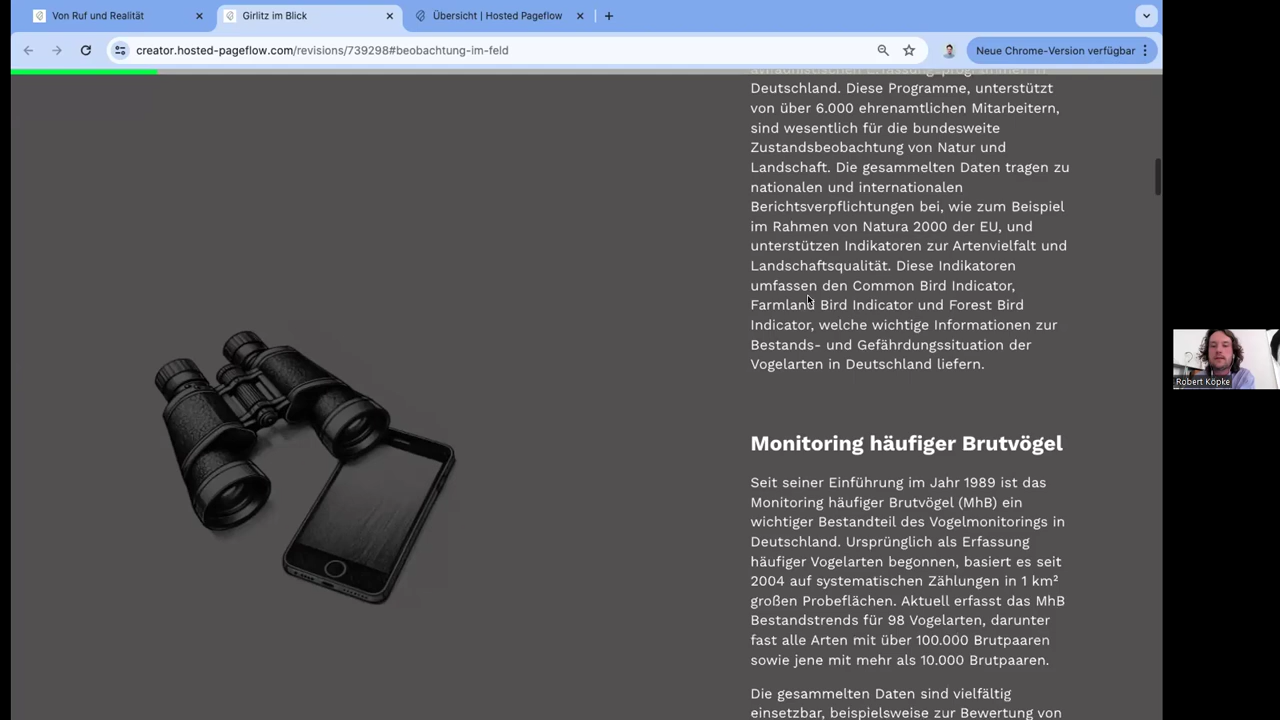 Von Ruf und Realität
Girlitz im Blick
Übersicht | Hosted Pageflow
creator.hosted-pageflow.com/revisions/739298#beobachtung-im-feld
Neue Chrome-Version verfügbar
Deutschland. Diese Programme, unterstützt
von über 6.000 ehrenamtlichen Mitarbeitern,
sind wesentlich für die bundesweite
Zustandsbeobachtung von Natur und
Landschaft. Die gesammelten Daten tragen zu
nationalen und internationalen
Berichtsverpflichtungen bei, wie zum Beispiel
im Rahmen von Natura 2000 der EU, und
unterstützen Indikatoren zur Artenvielfalt und
Landschaftsqualität. Diese Indikatoren
umfassen den Common Bird Indicator,
Farmland Bird Indicator und Forest Bird
Indicator, welche wichtige Informationen zur
Bestands- und Gefährdungssituation der
Vogelarten in Deutschland liefern.
Monitoring häufiger Brutvögel
Seit seiner Einführung im Jahr 1989 ist das
Monitoring häufiger Brutvögel (MhB) ein
wichtiger Bestandteil des Vogelmonitorings in
Deutschland. Ursprünglich als Erfassung
häufiger Vogelarten begonnen, basiert es seit
2004 auf systematischen Zählungen in 1 km²
großen Probeflächen. Aktuell erfasst das MhB
Bestandstrends für 98 Vogelarten, darunter
fast alle Arten mit über 100.000 Brutpaaren
sowie jene mit mehr als 10.000 Brutpaaren.
Die gesammelten Daten sind vielfältig
einsetzbar, beispielsweise zur Bewertung von
Robert Köpke